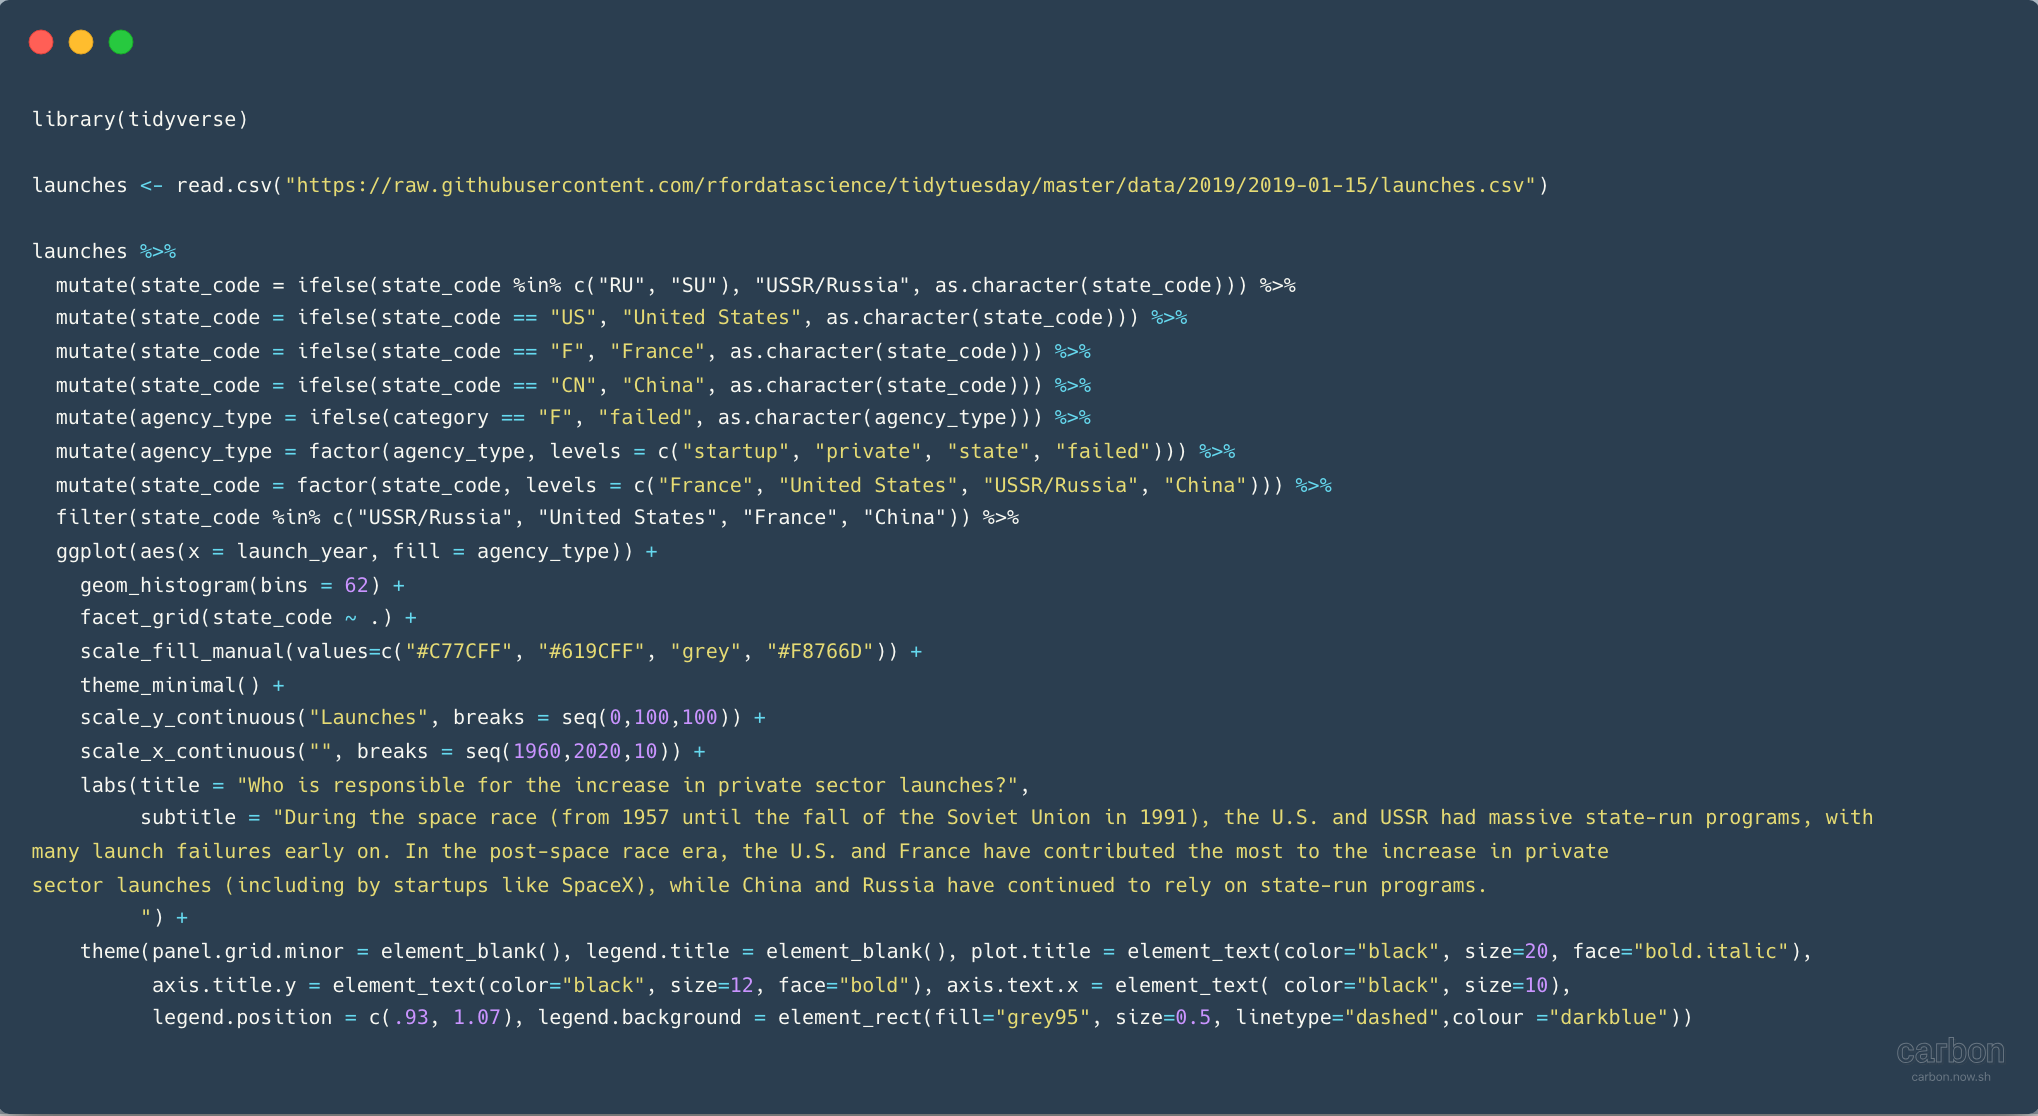 library(tidyverse)
launches <- read.csv("https://raw.githubusercontent.com/rfordatascience/tidytuesday/master/data/2019/2019-01-15/launches.csv")
launches %>%
  mutate(state_code = ifelse(state_code %in% c("RU", "SU"), "USSR/Russia", as.character(state_code))) %>%
  mutate(state_code = ifelse(state_code == "US", "United States", as.character(state_code))) %>%
  mutate(state_code = ifelse(state_code == "F", "France", as.character(state_code))) %>%
  mutate(state_code = ifelse(state_code == "CN", "China", as.character(state_code))) %>%
  mutate(agency_type = ifelse(category == "F", "failed", as.character(agency_type))) %>%
  mutate(agency_type = factor(agency_type, levels = c("startup", "private", "state", "failed"))) %>%
  mutate(state_code = factor(state_code, levels = c("France", "United States", "USSR/Russia", "China"))) %>%
  filter(state_code %in% c("USSR/Russia", "United States", "France", "China")) %>%
  ggplot(aes(x = launch_year, fill = agency_type)) +
    geom_histogram(bins = 62) +
    facet_grid(state_code ~ .) +
    scale_fill_manual(values=c("#C77CFF", "#619CFF", "grey", "#F8766D")) +
    theme_minimal() +
    scale_y_continuous("Launches", breaks = seq(0,100,100)) +
    scale_x_continuous("", breaks = seq(1960,2020,10)) +
    labs(title = "Who is responsible for the increase in private sector launches?",
         subtitle = "During the space race (from 1957 until the fall of the Soviet Union in 1991), the U.S. and USSR had massive state-run programs, with
many launch failures early on. In the post-space race era, the U.S. and France have contributed the most to the increase in private
sector launches (including by startups like SpaceX), while China and Russia have continued to rely on state-run programs.
         ") +
    theme(panel.grid.minor = element_blank(), legend.title = element_blank(), plot.title = element_text(color="black", size=20, face="bold.italic"),
          axis.title.y = element_text(color="black", size=12, face="bold"), axis.text.x = element_text( color="black", size=10),
          legend.position = c(.93, 1.07), legend.background = element_rect(fill="grey95", size=0.5, linetype="dashed",colour ="darkblue"))
carbon
carbon.now.sh